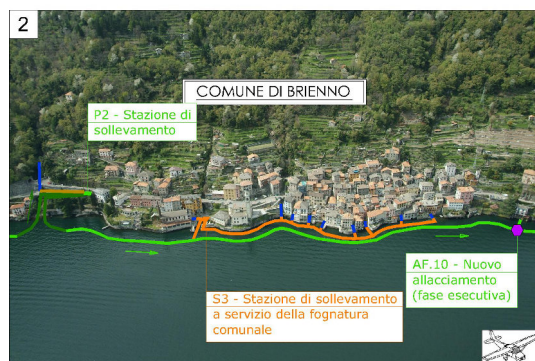 2
COMUNE DI BRIENNO
P2 - Stazione di
sollevamento
AF.10 - Nuovo
allacciamento
(fase esecutiva)
S3 - Stazione di sollevamento
a servizio della fognatura
comunale